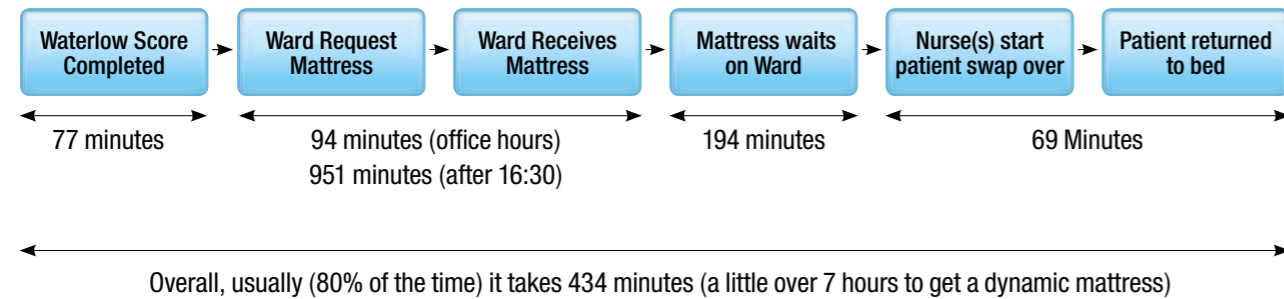 Waterlow Score
Completed
Ward Request
Mattress
Ward Receives
Mattress
Mattress waits
on Ward
Nurse(s) start
patient swap over
Patient returned
to bed
77 minutes
94 minutes (office hours)
951 minutes (after 16:30)
194 minutes
69 Minutes
Overall, usually (80% of the time) it takes 434 minutes (a little over 7 hours to get a dynamic mattress)